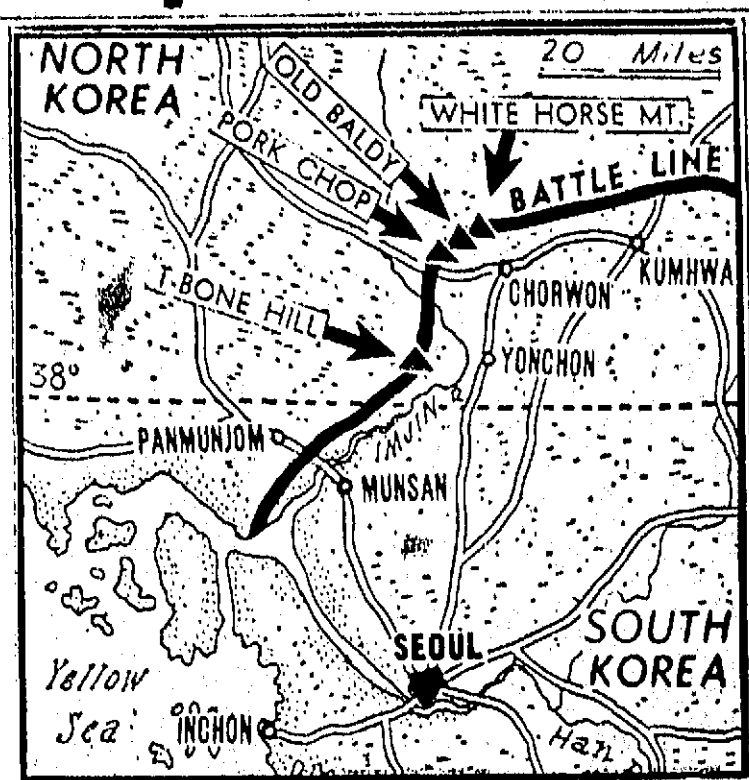 NORTH
KOREA
20 Miles
OLD BALDY
WHITE HORSE MT.
PORK CHOP
BATTLE LINE
T-BONE HILL
KUMHWA
CHORWON
YONCHON
38°
PANMUNJOM
IMJIN R
MUNSAN
SEOUL
SOUTH
KOREA
Yellow
Sea
INCHON
Han